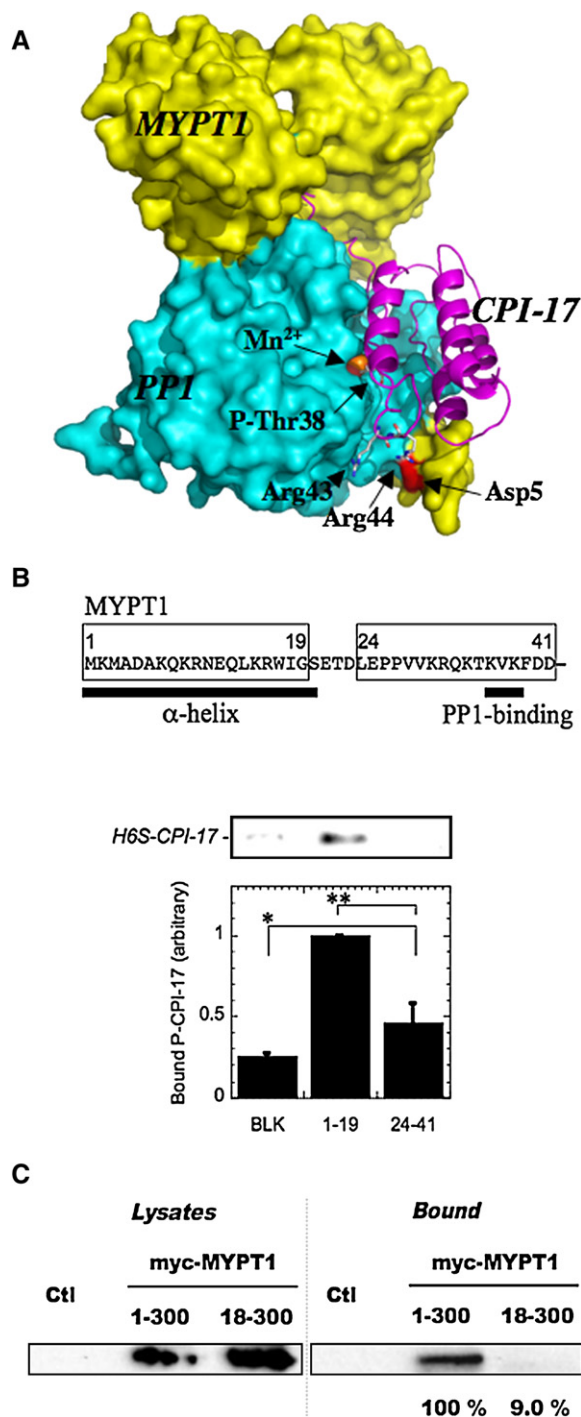 A
MYPT1
CPI-17
Mn2+
PP1
P-Thr38
Arg43
Arg44
Asp5
B
MYPT1
1 19 24 41
MKMADAKQKRNEQLKRWIGSETDLEPPVVKRQKTKVKFDD–
α-helix PP1-binding
H6S-CPI-17 -
* **
Bound P-CPI-17 (arbitrary)
1
0.5
0
BLK 1-19 24-41
C
Lysates Bound
myc-MYPT1 myc-MYPT1
Ctl 1-300 18-300 Ctl 1-300 18-300
100 % 9.0 %